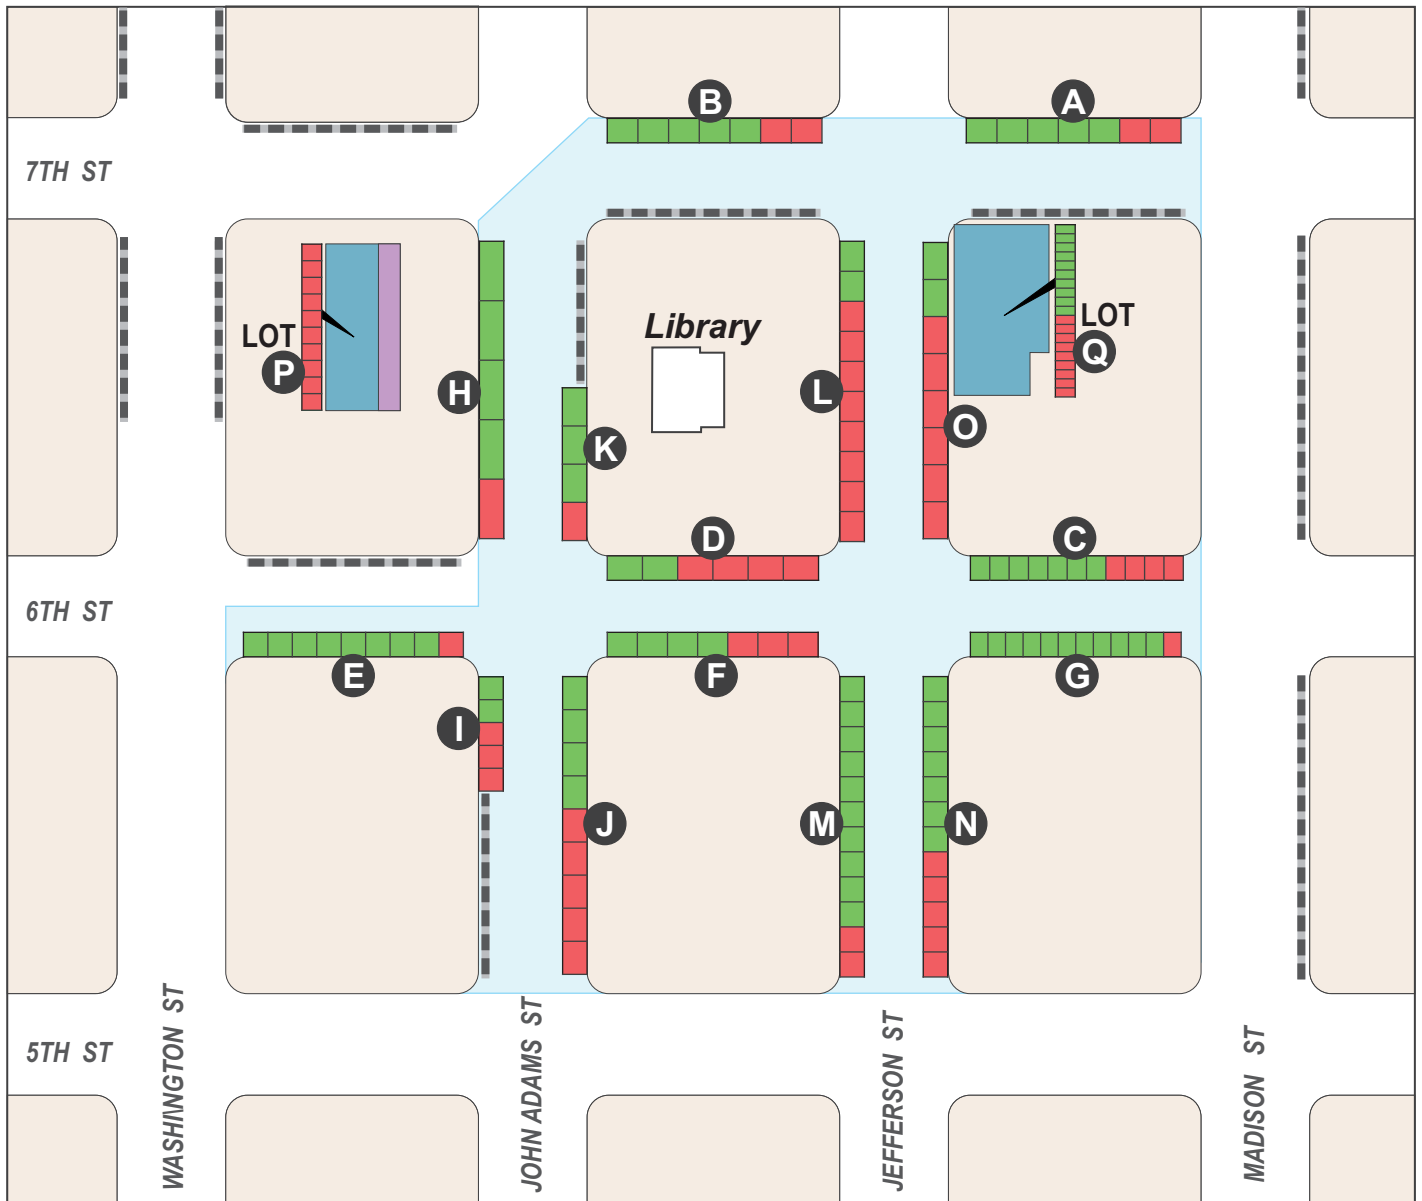 B
A
7TH ST
Library
LOT
P
LOT
Q
H
L
O
K
D
C
6TH ST
E
F
G
I
J
M
N
5TH ST
WASHINGTON ST
JOHN ADAMS ST
JEFFERSON ST
MADISON ST